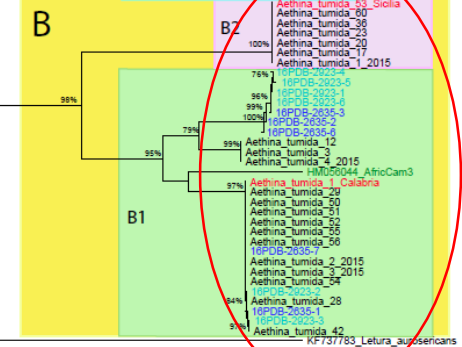 Aethina_tumida_53_Sicilia
B
Aethina_tumida_60
Aethina_tumida_36
B2
Aethina_tumida_23
Aethina_tumida_20
100%
Aethina_tumida_17
Aethina_tumida_1_2015
76%
16PDB-2923-4
16PDB-2923-5
96%
16PDB-2923-1
98%
99%
16PDB-2923-6
16PDB-2635-3
100%
16PDB-2635-2
79%
16PDB-2635-6
99%
Aethina_tumida_12
Aethina_tumida_3
95%
Aethina_tumida_4_2015
HM056044_AfricCam3
97%
Aethina_tumida_1_Calabria
Aethina_tumida_29
Aethina_tumida_50
Aethina_tumida_51
B1
Aethina_tumida_52
Aethina_tumida_55
Aethina_tumida_56
16PDB-2635-7
Aethina_tumida_2_2015
Aethina_tumida_3_2015
Aethina_tumida_54
16PDB-2923-2
84%
Aethina_tumida_28
16PDB-2635-1
16PDB-2923-3
Aethina_tumida_42
KF737783_Letura_autosericans